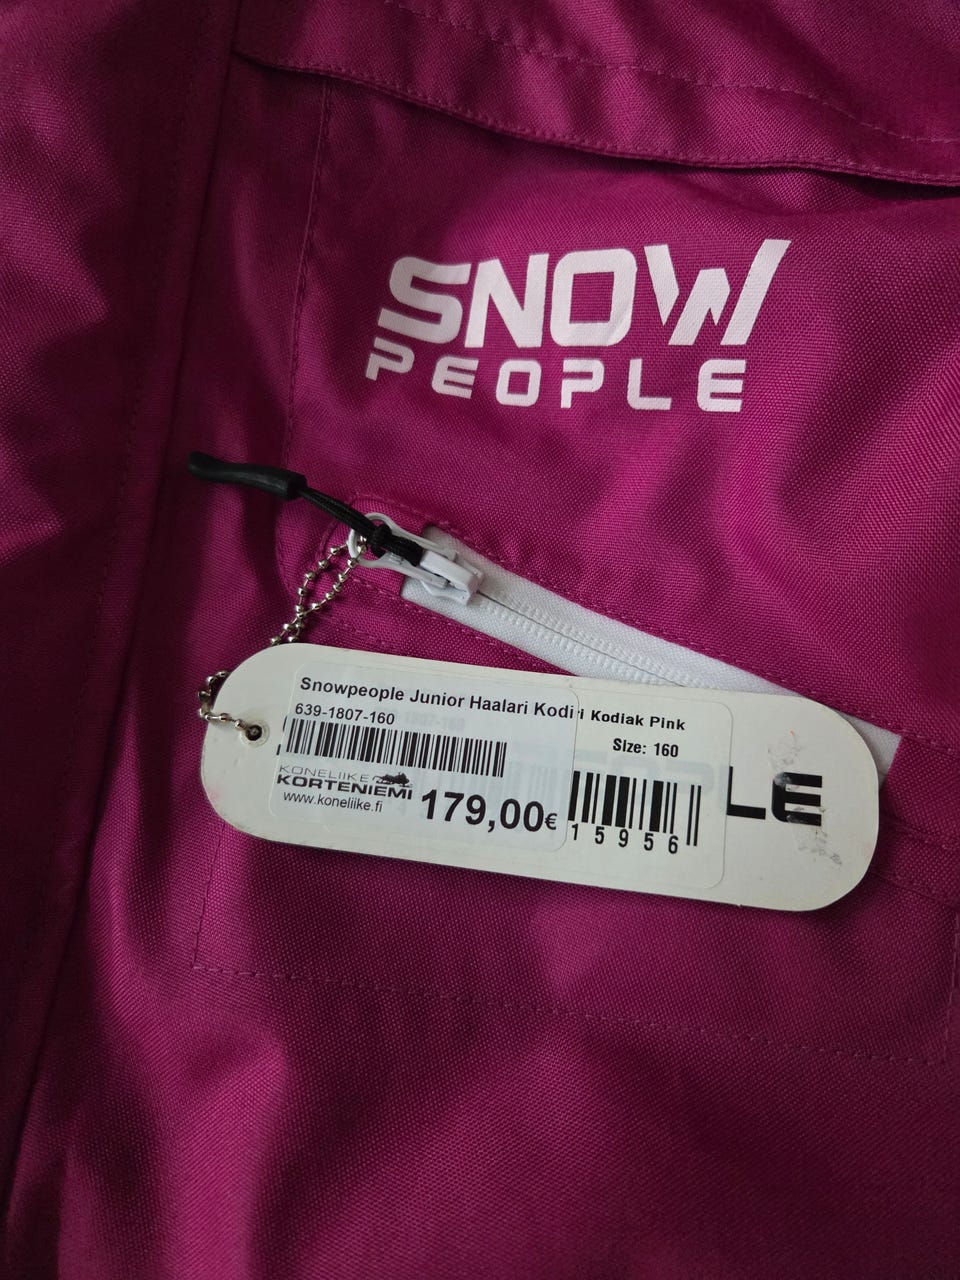 SNOW
PEOPLE
Snowpeople Junior Haalari Kodi
639-1807-160
KONELIIKE
KORTENIEMI
www.koneliike.fi
179,00€
i Kodiak Pink
Size: 160
15956
LE